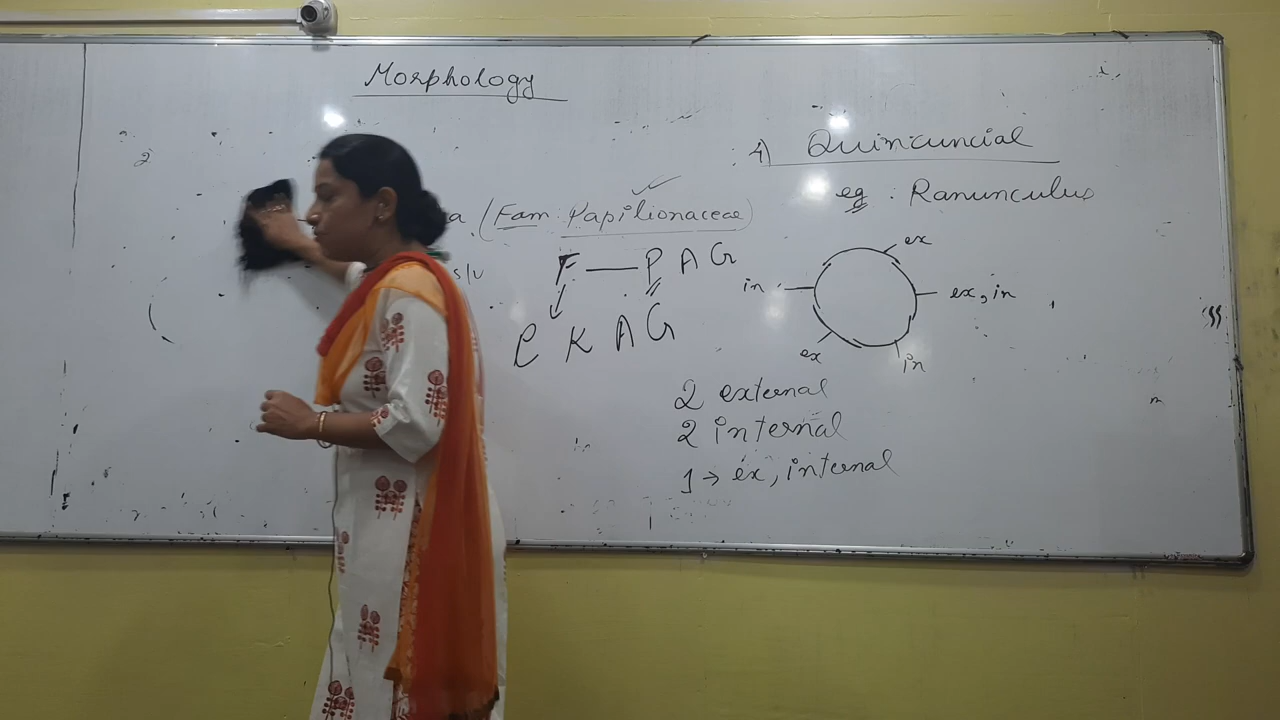 Morphology
2
(Fam: Papilionaceae)
s/v
F — P A G
C K A G
4) Quincuncial
eg : Ranunculus
ex
in
ex, in
ex
in
2 external
2 internal
1 → ex, internal